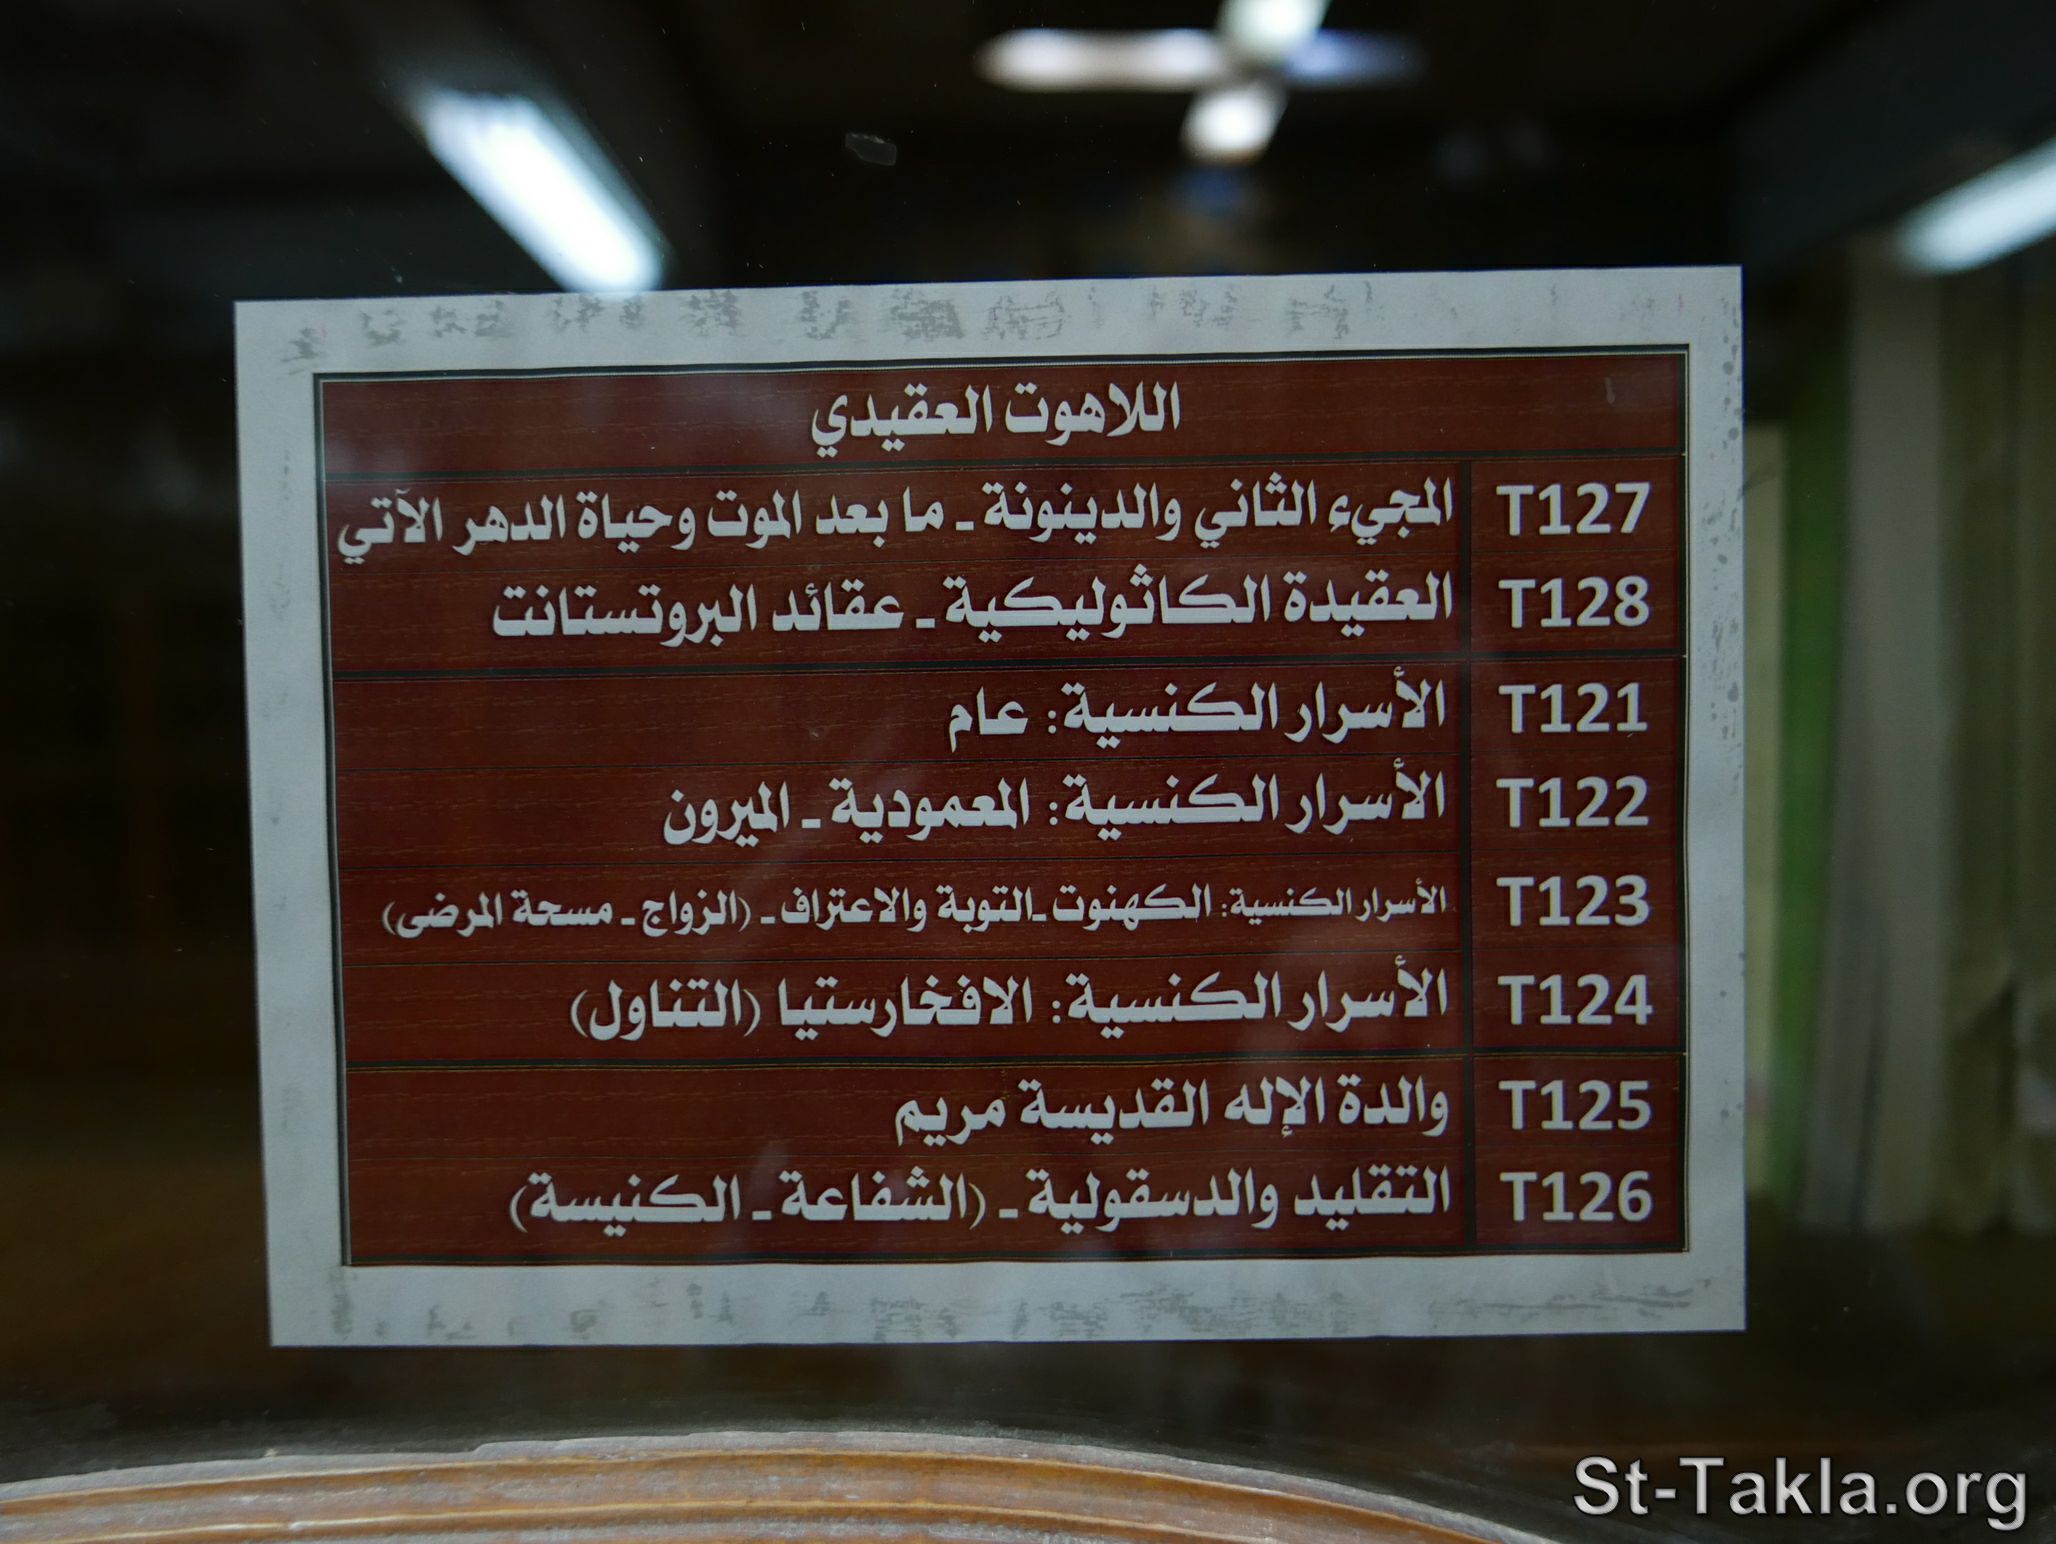 اللاهوت العقيدي
T127 المجيء الثاني والدينونة - ما بعد الموت وحياة الدهر الآتي
T128 العقيدة الكاثوليكية - عقائد البروتستانت
T121 الأسرار الكنسية: عام
T122 الأسرار الكنسية: المعمودية - الميرون
T123 الأسرار الكنسية: الكهنوت -التوبة والاعتراف - (الزواج - مسحة المرضى)
T124 الأسرار الكنسية: الافخارستيا (التناول)
T125 والدة الإله القديسة مريم
T126 التقليد والدسقولية - (الشفاعة - الكنيسة)
St-Takla.org